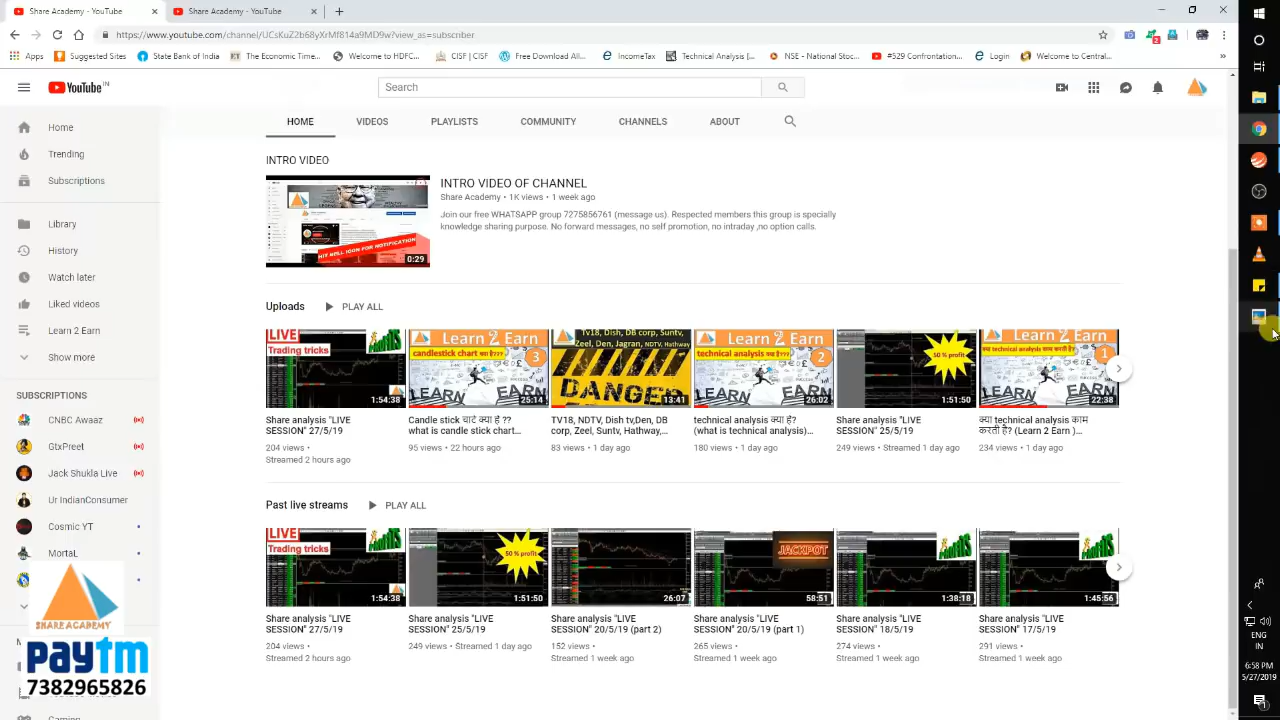 Share Academy - YouTube
Share Academy - YouTube
https://www.youtube.com/channel/UCsKuZ2b68yXrMf814a9MD9w?view_as=subscriber
Apps
Suggested Sites
State Bank of India
The Economic Time...
Welcome to HDFC...
CISF | CISF
IncomeTax
Technical Analysis [...
NSE - National Stoc...
#529 Confrontation...
Login
Welcome to Central...
YouTube IN
Search
HOME
VIDEOS
PLAYLISTS
COMMUNITY
CHANNELS
ABOUT
Home
Trending
Subscriptions
Library
History
Watch later
Liked videos
Learn 2 Earn
Show more
SUBSCRIPTIONS
CNBC Awaaz
GtxPreet
Jack Shukla Live
Ur IndianConsumer
Cosmic YT
MortaL
SHARE ACADEMY
paytm
7382965826
Gaming
INTRO VIDEO
HIT BELL ICON FOR NOTIFICATION
0:29
INTRO VIDEO OF CHANNEL
Share Academy • 1K views • 1 week ago
Join our free WHATSAPP group 7275856761 (message us). Respected members this group is specially
knowledge sharing purpose. No forward messages, no self promotion, no rumors, no option calls.
Uploads
PLAY ALL
LIVE
Trading tricks
1:54:38
Share analysis "LIVE
SESSION" 27/5/19
204 views •
Streamed 2 hours ago
Learn 2 Earn
candlestick chart क्या है???
LEARN
EARN
25:14
Candle stick चार्ट क्या है??
what is candle stick chart...
95 views • 22 hours ago
Tv18, Dish, DB corp, Suntv,
Zeel, Den, Jagran, NDTV, Hathway
DANGER
13:41
TV18, NDTV, Dish tv,Den, DB
corp, Zeel, Suntv, Hathway,...
83 views • 1 day ago
Learn 2 Earn
technical analysis क्या है?
2
LEARN
EARN
26:02
technical analysis क्या है?
(what is technical analysis)...
180 views • 1 day ago
50 % profit
1:51:50
Share analysis "LIVE
SESSION" 25/5/19
249 views • Streamed 1 day ago
Learn 2 Earn
क्या technical analysis काम करती है?
LEARN
EARN
22:38
क्या technical analysis काम
करती है? (Learn 2 Earn )...
234 views • 1 day ago
Past live streams
PLAY ALL
LIVE
Trading tricks
1:54:38
Share analysis "LIVE
SESSION" 27/5/19
204 views •
Streamed 2 hours ago
50 % profit
1:51:50
Share analysis "LIVE
SESSION" 25/5/19
249 views • Streamed 1 day ago
26:07
Share analysis "LIVE
SESSION" 20/5/19 (part 2)
152 views •
Streamed 1 week ago
JACKPOT
58:51
Share analysis "LIVE
SESSION" 20/5/19 (part 1)
265 views •
Streamed 1 week ago
1:38:18
Share analysis "LIVE
SESSION" 18/5/19
274 views •
Streamed 1 week ago
1:45:56
Share analysis "LIVE
SESSION" 17/5/19
291 views •
Streamed 1 week ago
ENG
IN
6:58 PM
5/27/2019